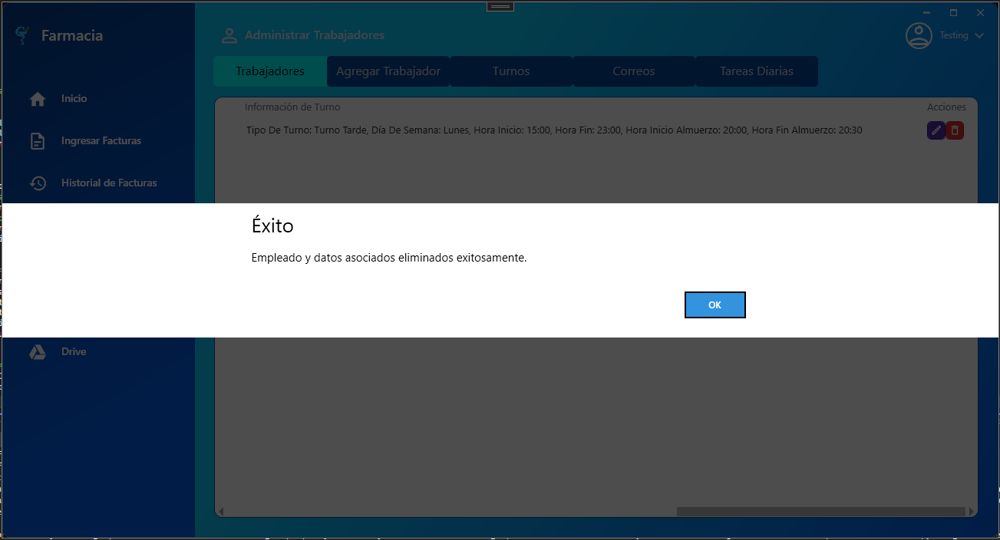 Farmacia
Administrar Trabajadores
Testing
Trabajadores
Agregar Trabajador
Turnos
Correos
Tareas Diarias
Inicio
Ingresar Facturas
Historial de Facturas
Información de Turno
Acciones
Tipo De Turno: Turno Tarde, Día De Semana: Lunes, Hora Inicio: 15:00, Hora Fin: 23:00, Hora Inicio Almuerzo: 20:00, Hora Fin Almuerzo: 20:30
Éxito
Empleado y datos asociados eliminados exitosamente.
OK
Drive